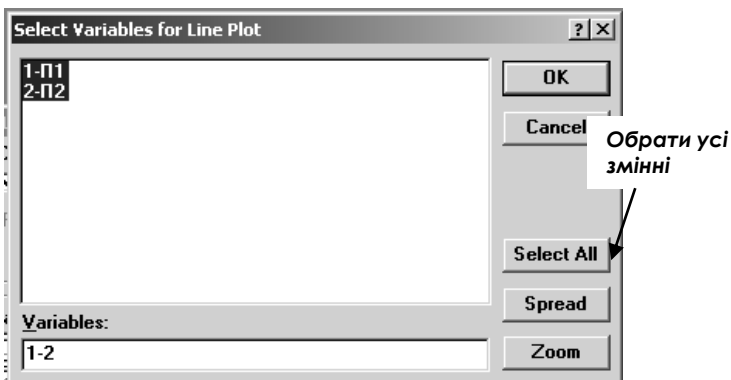 Select Variables for Line Plot
1-П1
2-П2
OK
Cancel
Обрати усі
змінні
Select All
Spread
Variables:
1-2
Zoom